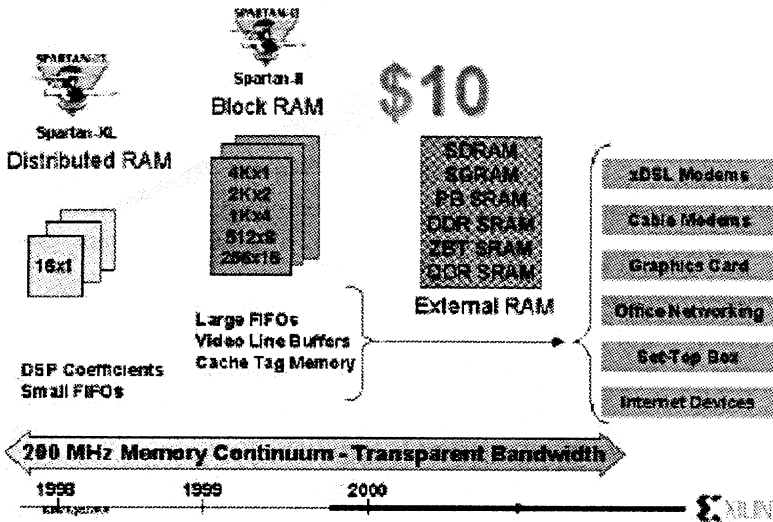 SPARTAN-II
Spartan-II
Block RAM
$10
Spartan-XL
Distributed RAM
16x1
4Kx1
2Kx2
1Kx4
512x8
256x16
SDRAM
SGRAM
PB SRAM
DDR SRAM
ZBT SRAM
QDR SRAM
External RAM
xDSL Modems
Cable Modems
Graphics Card
Office Networking
Set-Top Box
Internet Devices
Large FIFOs
Video Line Buffers
Cache Tag Memory
DSP Coefficients
Small FIFOs
200 MHz Memory Continuum - Transparent Bandwidth
1998
1999
2000
XILIN